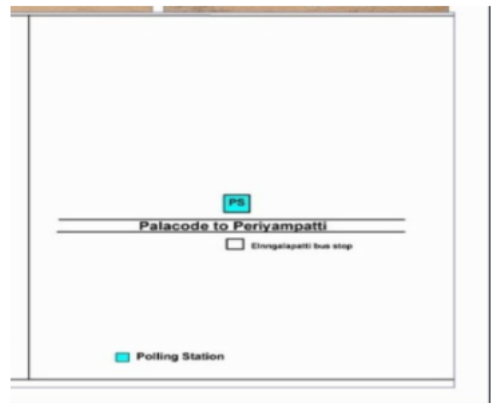 PS
Palacode to Periyampatti
Elnngalapatti bus stop
Polling Station